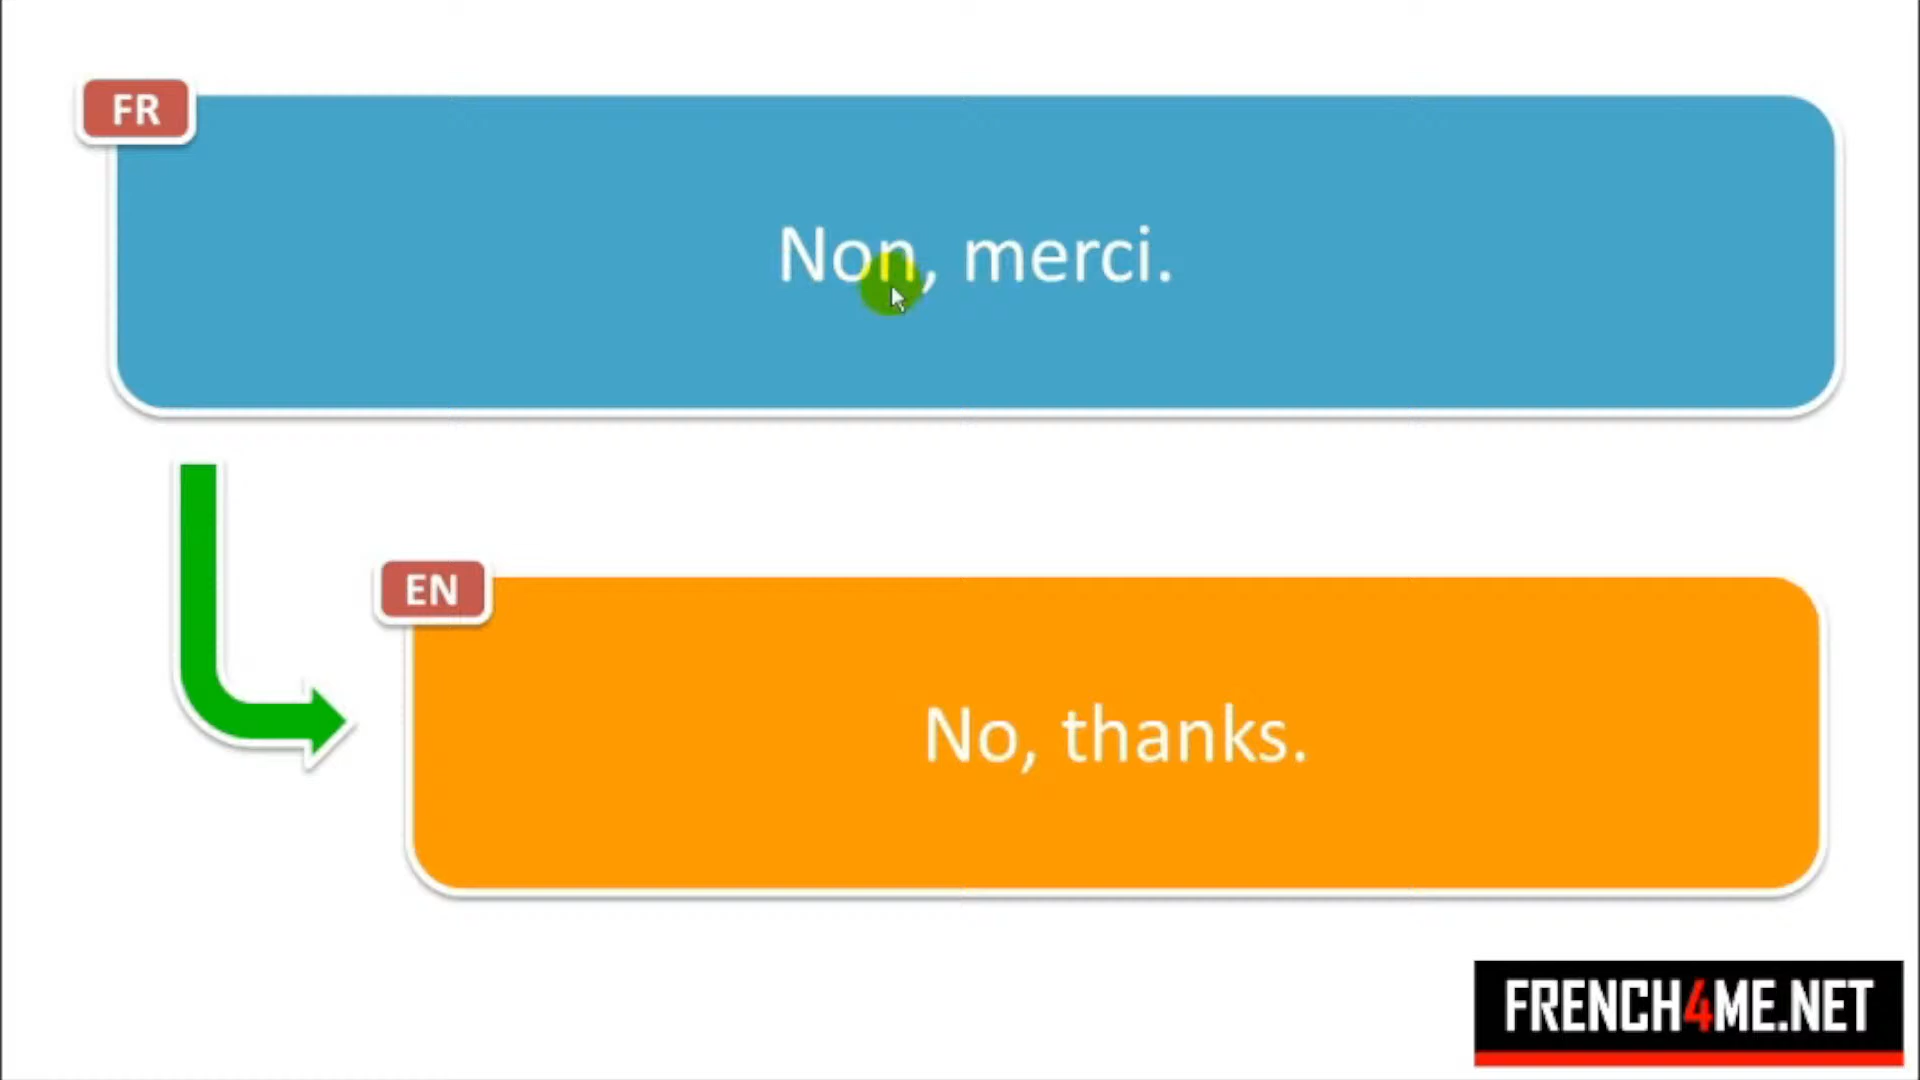 FR
Non, merci.
EN
No, thanks.
FRENCH4ME.NET